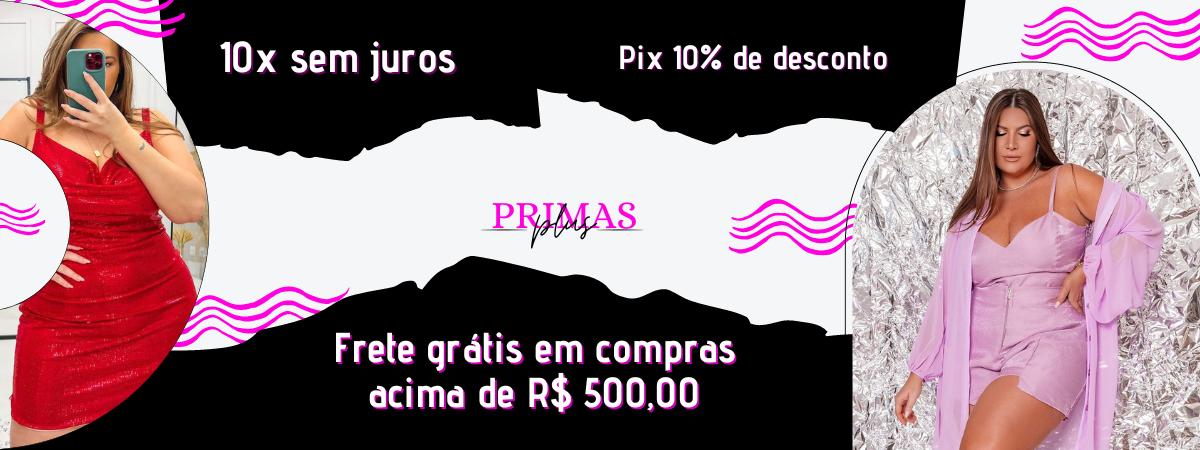 10x sem juros
Pix 10% de desconto
PRIMAS
plus
Frete grátis em compras
acima de R$ 500,00